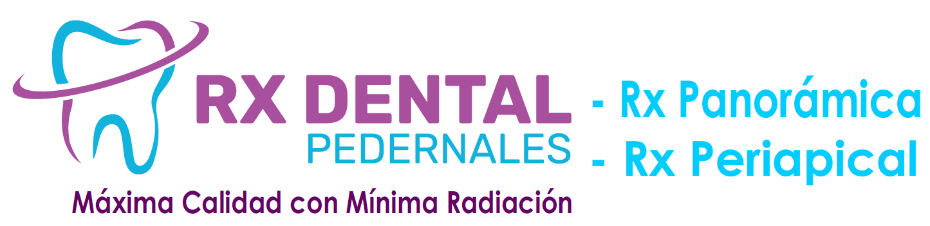 RX DENTAL
PEDERNALES
Máxima Calidad con Mínima Radiación
- Rx Panorámica
- Rx Periapical